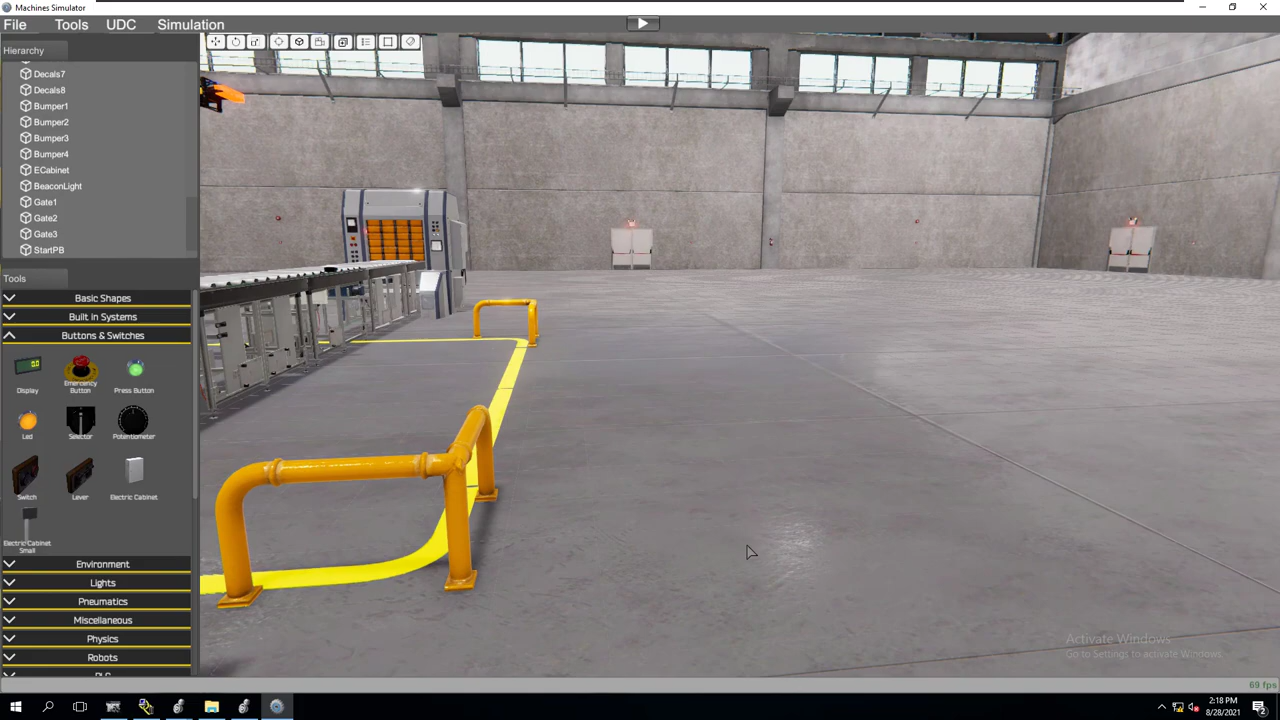 Machines Simulator
File Tools UDC Simulation
Hierarchy
Decals7
Decals8
Bumper1
Bumper2
Bumper3
Bumper4
ECabinet
BeaconLight
Gate1
Gate2
Gate3
StartPB
Tools
Basic Shapes
Built in Systems
Buttons & Switches
Display
Emergency Button
Press Button
Led
Selector
Potentiometer
Switch
Lever
Electric Cabinet
Electric Cabinet Small
Environment
Lights
Pneumatics
Miscellaneous
Physics
Robots
Activate Windows
Go to Settings to activate Windows.
69 fps
2:18 PM
8/28/2021
2